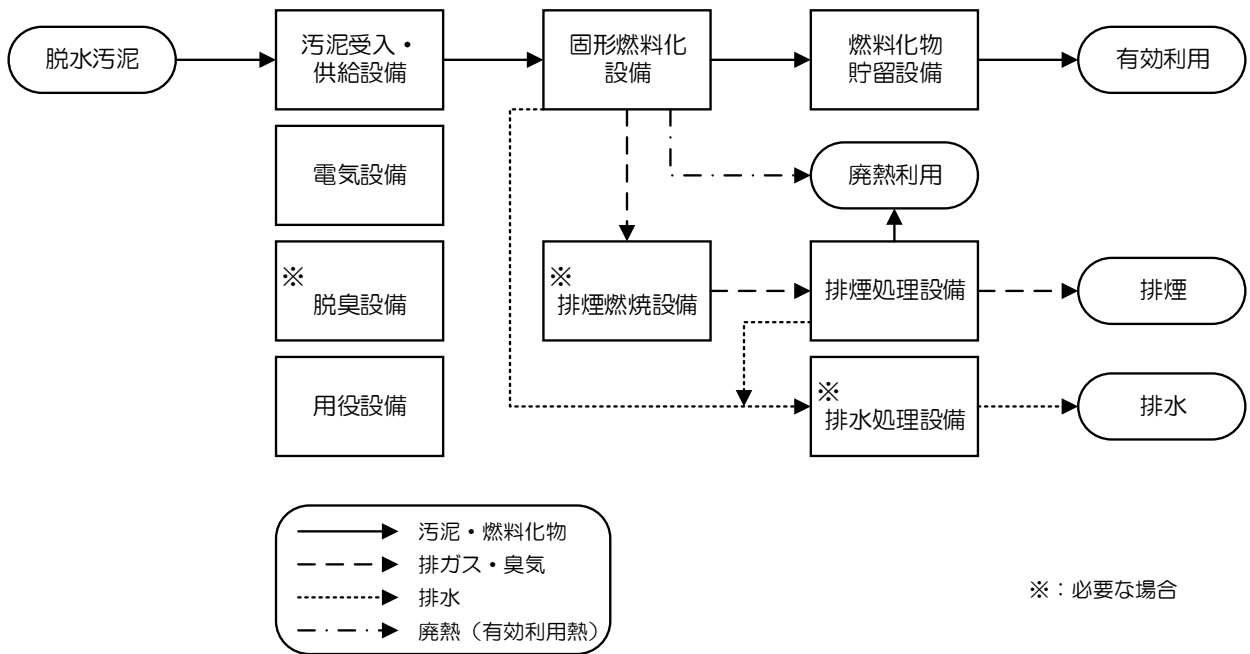 脱水汚泥
汚泥受入・
供給設備
固形燃料化
設備
燃料化物
貯留設備
有効利用
電気設備
廃熱利用
※
脱臭設備
※
排煙燃焼設備
排煙処理設備
排煙
用役設備
※
排水処理設備
排水
汚泥・燃料化物
排ガス・臭気
排水
廃熱（有効利用熱）
※：必要な場合